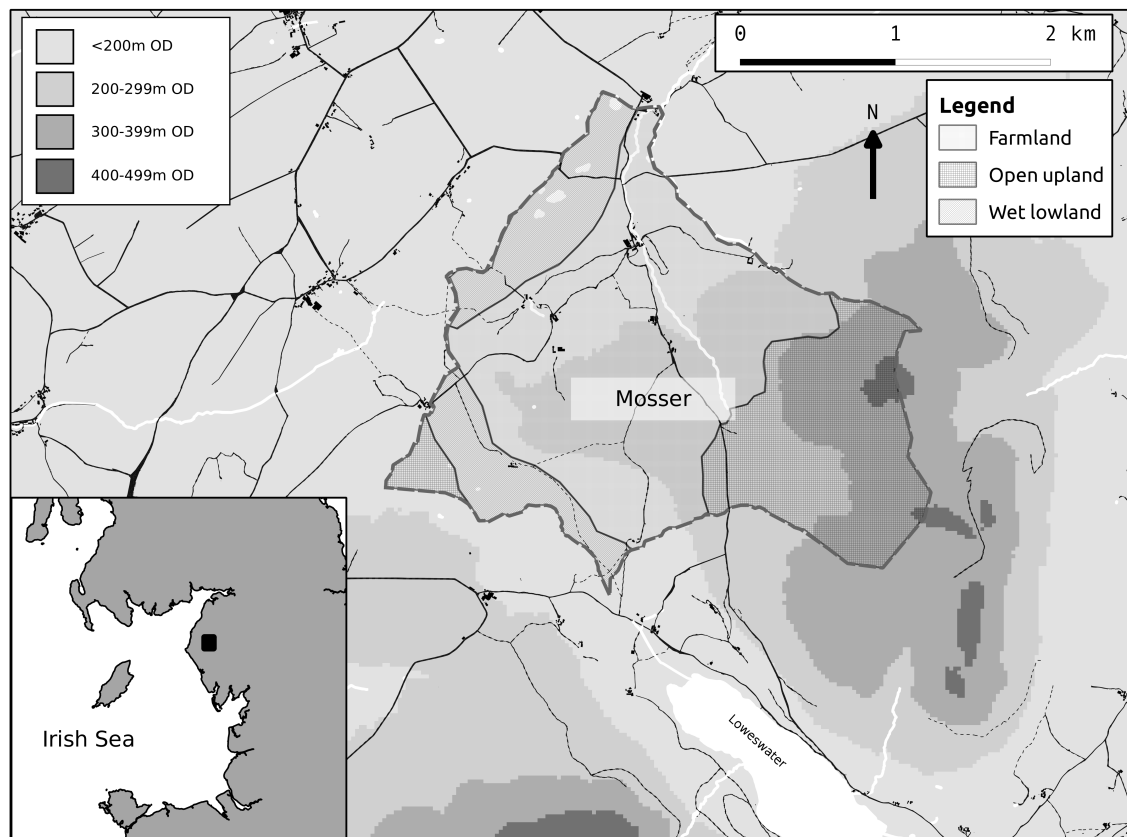 <200m OD
200-299m OD
300-399m OD
400-499m OD
0 1 2 km
Legend
Farmland
Open upland
Wet lowland
N
Mosser
Loweswater
Irish Sea